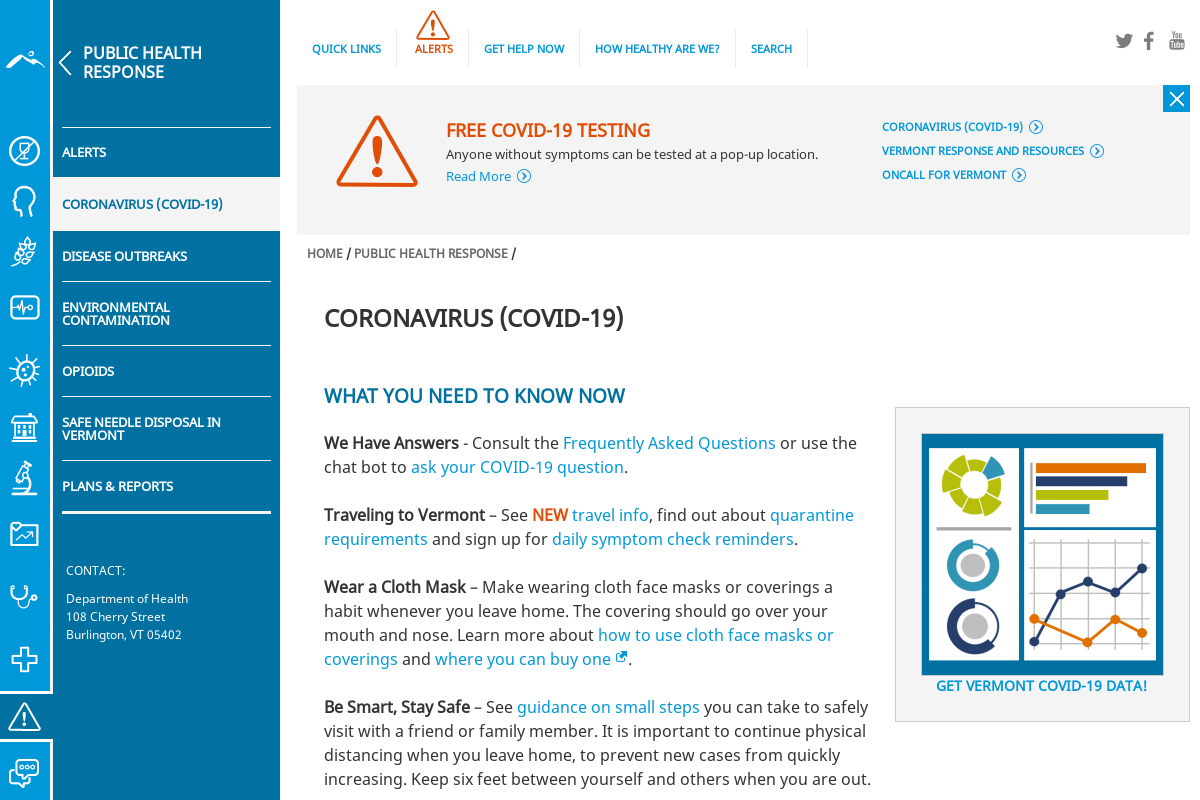 PUBLIC HEALTH
RESPONSE
ALERTS
CORONAVIRUS (COVID-19)
DISEASE OUTBREAKS
ENVIRONMENTAL
CONTAMINATION
OPIOIDS
SAFE NEEDLE DISPOSAL IN
VERMONT
PLANS & REPORTS
CONTACT:
Department of Health
108 Cherry Street
Burlington, VT 05402
QUICK LINKS
ALERTS
GET HELP NOW
HOW HEALTHY ARE WE?
SEARCH
You
Tube
FREE COVID-19 TESTING
Anyone without symptoms can be tested at a pop-up location.
Read More
CORONAVIRUS (COVID-19)
VERMONT RESPONSE AND RESOURCES
ONCALL FOR VERMONT
HOME / PUBLIC HEALTH RESPONSE /
CORONAVIRUS (COVID-19)
WHAT YOU NEED TO KNOW NOW
We Have Answers - Consult the Frequently Asked Questions or use the
chat bot to ask your COVID-19 question.
Traveling to Vermont – See NEW travel info, find out about quarantine
requirements and sign up for daily symptom check reminders.
Wear a Cloth Mask – Make wearing cloth face masks or coverings a
habit whenever you leave home. The covering should go over your
mouth and nose. Learn more about how to use cloth face masks or
coverings and where you can buy one.
Be Smart, Stay Safe – See guidance on small steps you can take to safely
visit with a friend or family member. It is important to continue physical
distancing when you leave home, to prevent new cases from quickly
increasing. Keep six feet between yourself and others when you are out.
GET VERMONT COVID-19 DATA!